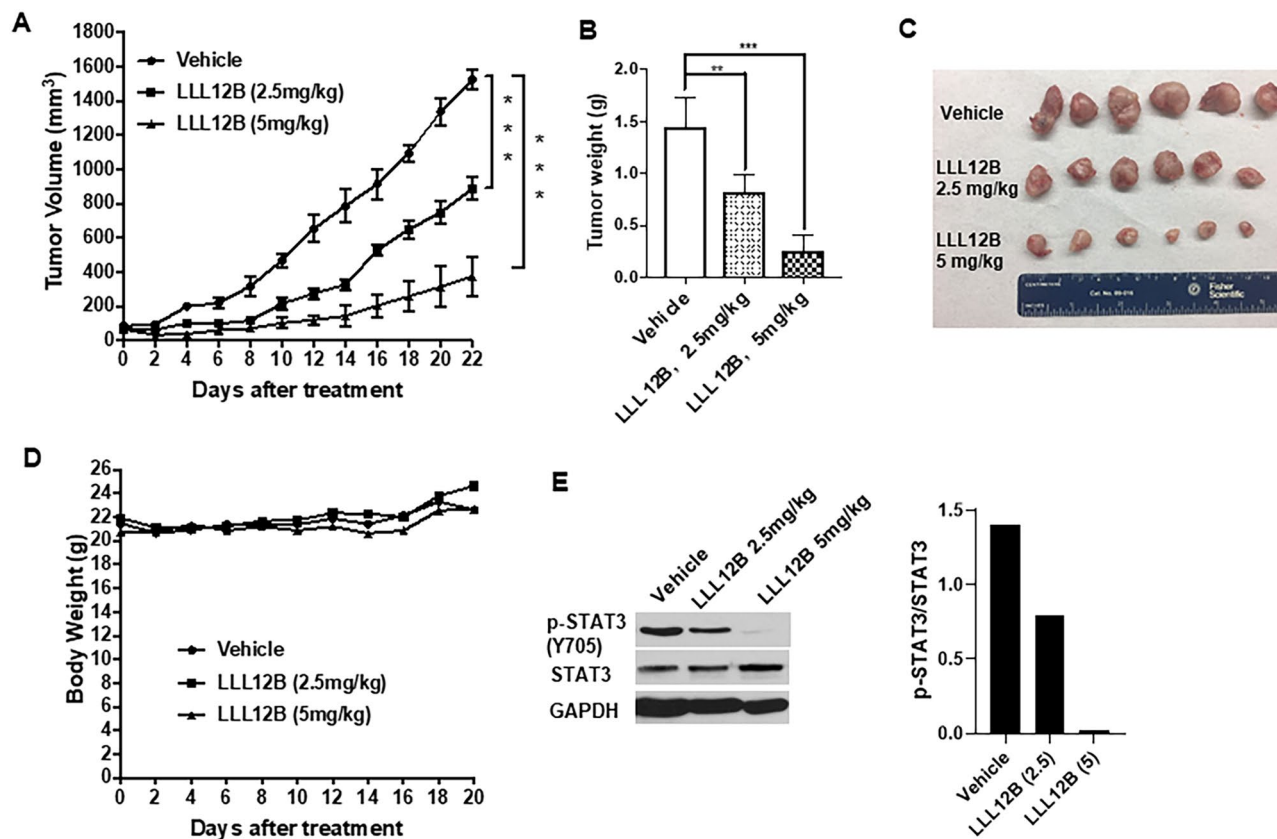 A
Tumor Volume (mm³)
1800
1600
1400
1200
1000
800
600
400
200
0
Vehicle
LLL12B (2.5mg/kg)
LLL12B (5mg/kg)
* * *
* * *
0 2 4 6 8 10 12 14 16 18 20 22
Days after treatment
B
***
**
Tumor weight (g)
2.0
1.5
1.0
0.5
0.0
Vehicle
LLL12B, 2.5mg/kg
LLL12B, 5mg/kg
C
Vehicle
LLL12B
2.5 mg/kg
LLL12B
5 mg/kg
CENTIMETERS
Fisher
Scientific
INCHES
D
Body Weight (g)
26
24
22
20
18
16
14
12
10
8
6
4
2
0
Vehicle
LLL12B (2.5mg/kg)
LLL12B (5mg/kg)
0 2 4 6 8 10 12 14 16 18 20
Days after treatment
E
Vehicle
LLL12B 2.5mg/kg
LLL12B 5mg/kg
p-STAT3
(Y705)
STAT3
GAPDH
p-STAT3/STAT3
1.5
1.0
0.5
0.0
Vehicle
LLL12B (2.5)
LLL12B (5)